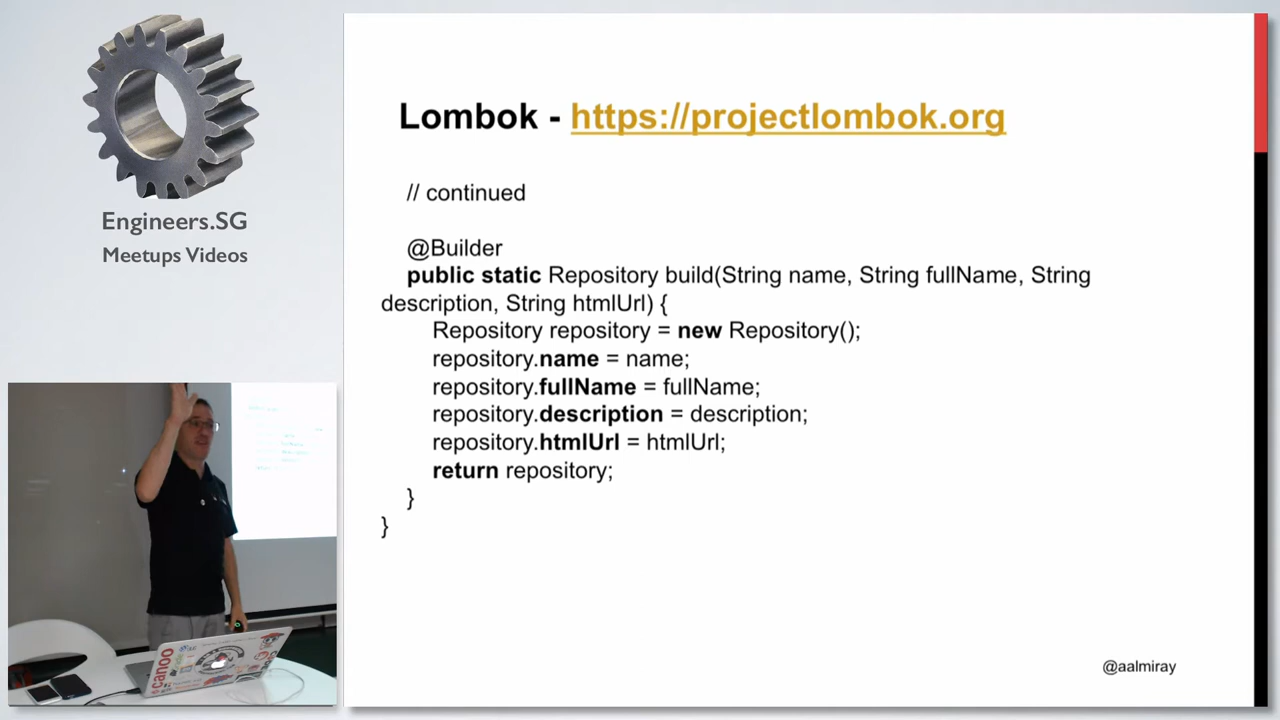 Engineers.SG
Meetups Videos
Lombok - https://projectlombok.org
// continued
@Builder
public static Repository build(String name, String fullName, String
description, String htmlUrl) {
Repository repository = new Repository();
repository.name = name;
repository.fullName = fullName;
repository.description = description;
repository.htmlUrl = htmlUrl;
return repository;
}
}
@aalmiray
canoo